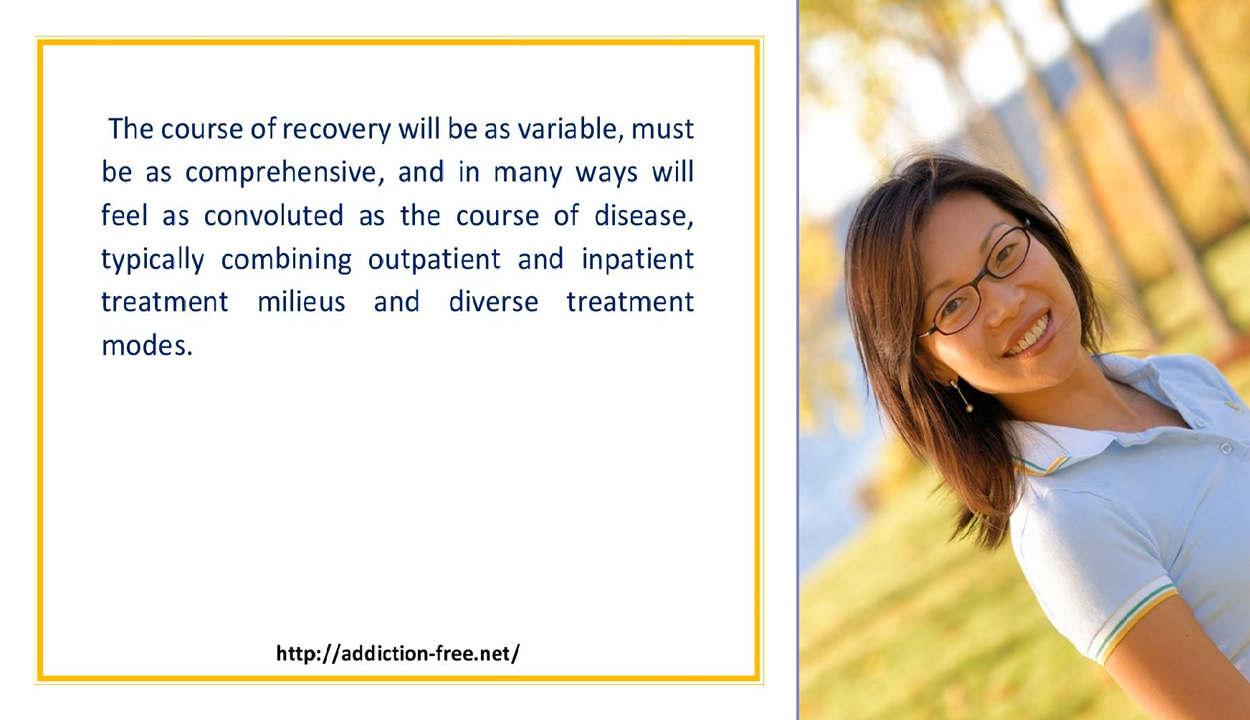 The course of recovery will be as variable, must
be as comprehensive, and in many ways will
feel as convoluted as the course of disease,
typically combining outpatient and inpatient
treatment milieus and diverse treatment
modes.
http://addiction-free.net/